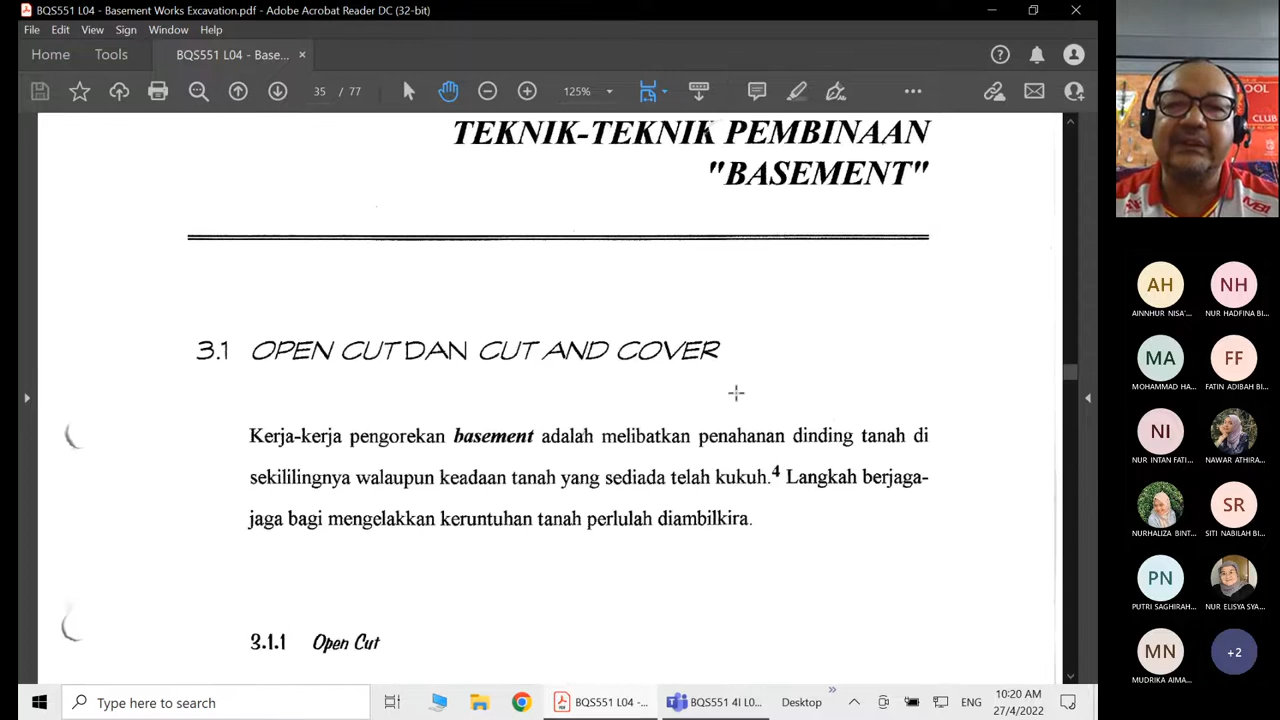 BQS551 L04 - Basement Works Excavation.pdf - Adobe Acrobat Reader DC (32-bit)
File Edit View Sign Window Help
Home Tools BQS551 L04 - Base...
35 / 77 125%
TEKNIK-TEKNIK PEMBINAAN
"BASEMENT"
3.1 OPEN CUT DAN CUT AND COVER
Kerja-kerja pengorekan basement adalah melibatkan penahanan dinding tanah di
sekililingnya walaupun keadaan tanah yang sediada telah kukuh.4 Langkah berjaga-
jaga bagi mengelakkan keruntuhan tanah perlulah diambilkira.
3.1.1 Open Cut
CLUB
AH NH
AINNHUR NISA'... NUR HADFINA BI...
MA FF
MOHAMMAD HA... FATIN ADIBAH BI...
NI
NUR INTAN FATI... NAWAR ATHIRA...
SR
NURHALIZA BINT... SITI NABILAH BI...
PN
PUTRI SAGHIRAH... NUR ELISYA SYA...
MN +2
MUDRIKA AIMA...
Type here to search
BQS551 L04 -...
BQS551 4I L0...
Desktop
ENG
10:20 AM
27/4/2022